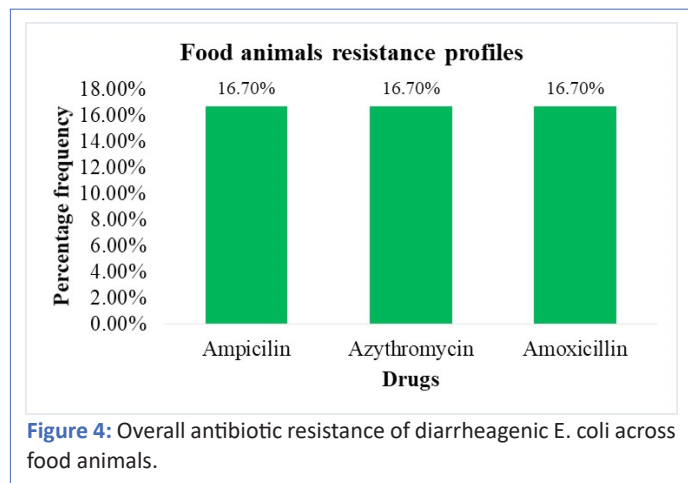 Food animals resistance profiles
18.00%
16.00%
14.00%
12.00%
10.00%
8.00%
6.00%
4.00%
2.00%
0.00%
Percentage frequency
16.70% 16.70% 16.70%
Ampicilin Azythromycin Amoxicillin
Drugs
Figure 4: Overall antibiotic resistance of diarrheagenic E. coli across
food animals.